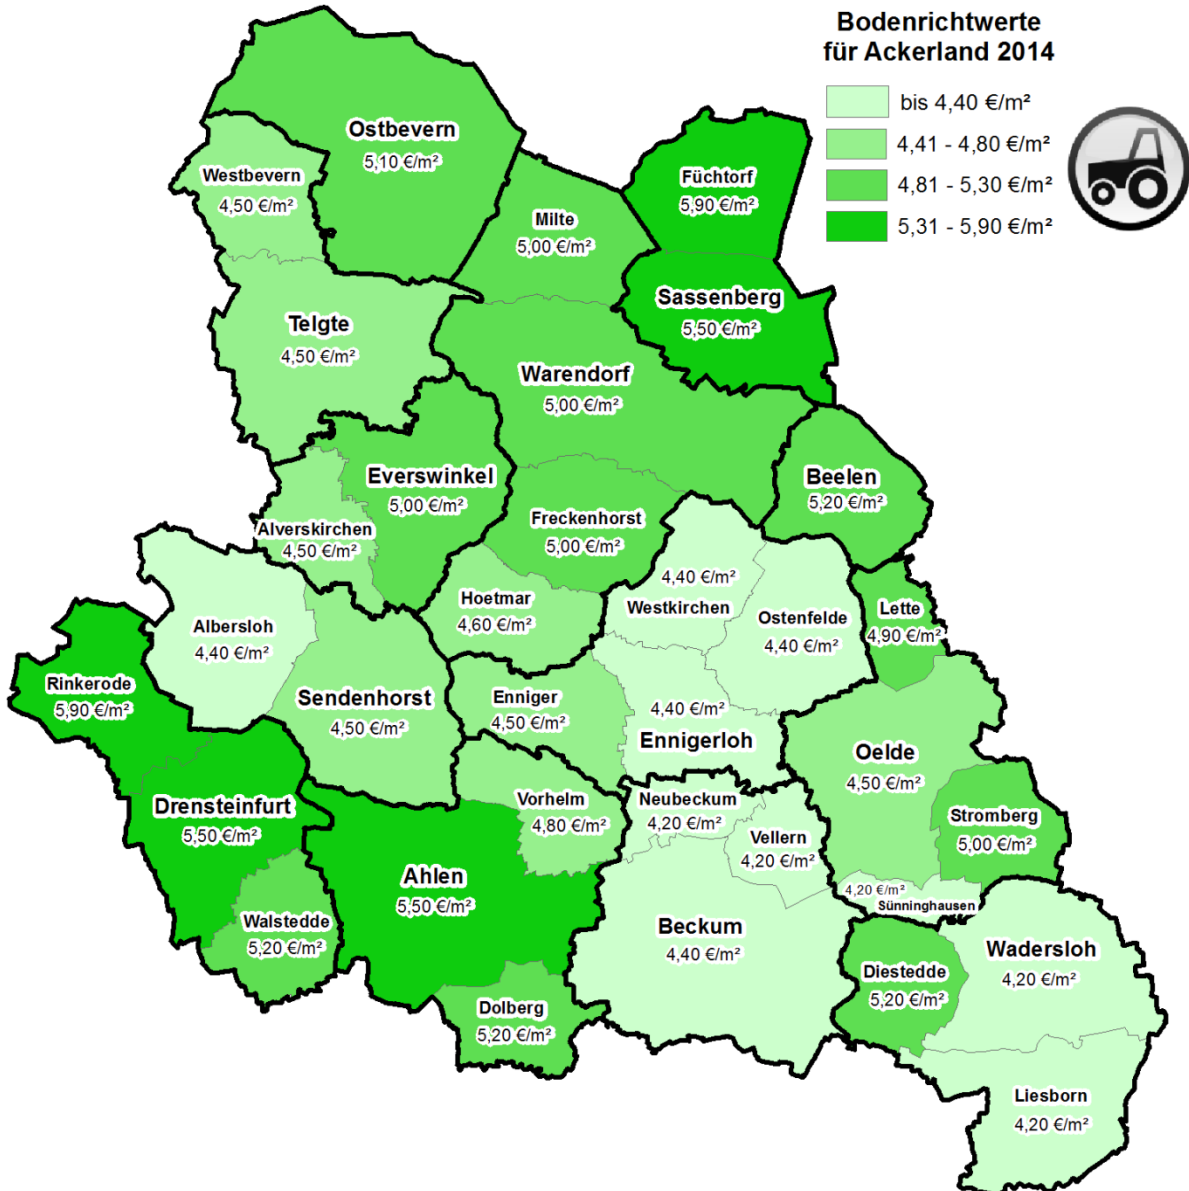 Bodenrichtwerte
für Ackerland 2014
bis 4,40 €/m²
4,41 - 4,80 €/m²
4,81 - 5,30 €/m²
5,31 - 5,90 €/m²
Ostbevern
5,10 €/m²
Westbevern
4,50 €/m²
Füchtorf
5,90 €/m²
Milte
5,00 €/m²
Sassenberg
5,50 €/m²
Telgte
4,50 €/m²
Warendorf
5,00 €/m²
Everswinkel
5,00 €/m²
Beelen
5,20 €/m²
Freckenhorst
5,00 €/m²
Alverskirchen
4,50 €/m²
4,40 €/m²
Westkirchen
Hoetmar
4,60 €/m²
Ostenfelde
4,40 €/m²
Lette
4,90 €/m²
Albersloh
4,40 €/m²
Rinkerode
5,90 €/m²
Sendenhorst
4,50 €/m²
Enniger
4,50 €/m²
4,40 €/m²
Ennigerloh
Oelde
4,50 €/m²
Drensteinfurt
5,50 €/m²
Vorhelm
4,80 €/m²
Neubeckum
4,20 €/m²
Vellern
4,20 €/m²
Stromberg
5,00 €/m²
Ahlen
5,50 €/m²
4,20 €/m²
Sünninghausen
Walstedde
5,20 €/m²
Beckum
4,40 €/m²
Wadersloh
4,20 €/m²
Diestedde
5,20 €/m²
Dolberg
5,20 €/m²
Liesborn
4,20 €/m²